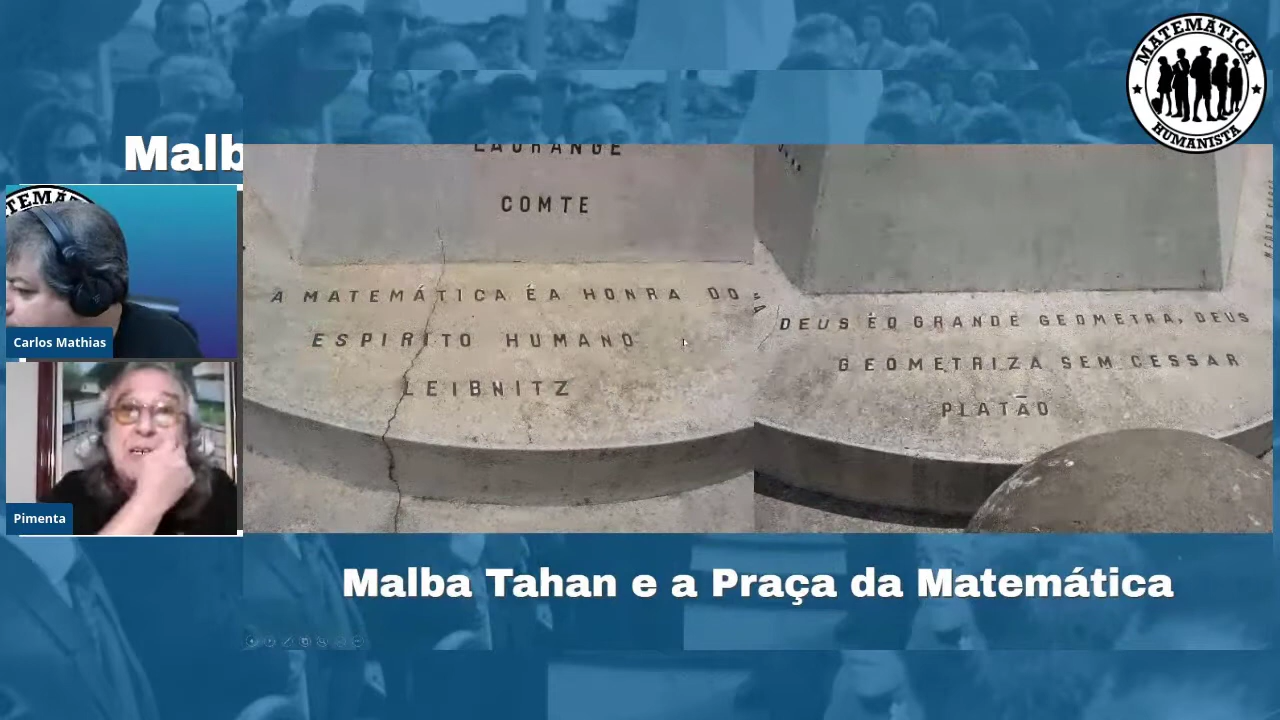 MATEMÁTICA
HUMANISTA
Malb
TEMÁT
Carlos Mathias
Pimenta
LAGRANGE
COMTE
A MATEMÁTICA É A HONRA DO
ESPIRITO HUMANO
LEIBNITZ
DEUS É O GRANDE GEOMETRA, DEUS
GEOMETRIZA SEM CESSAR
PLATÃO
Malba Tahan e a Praça da Matemática